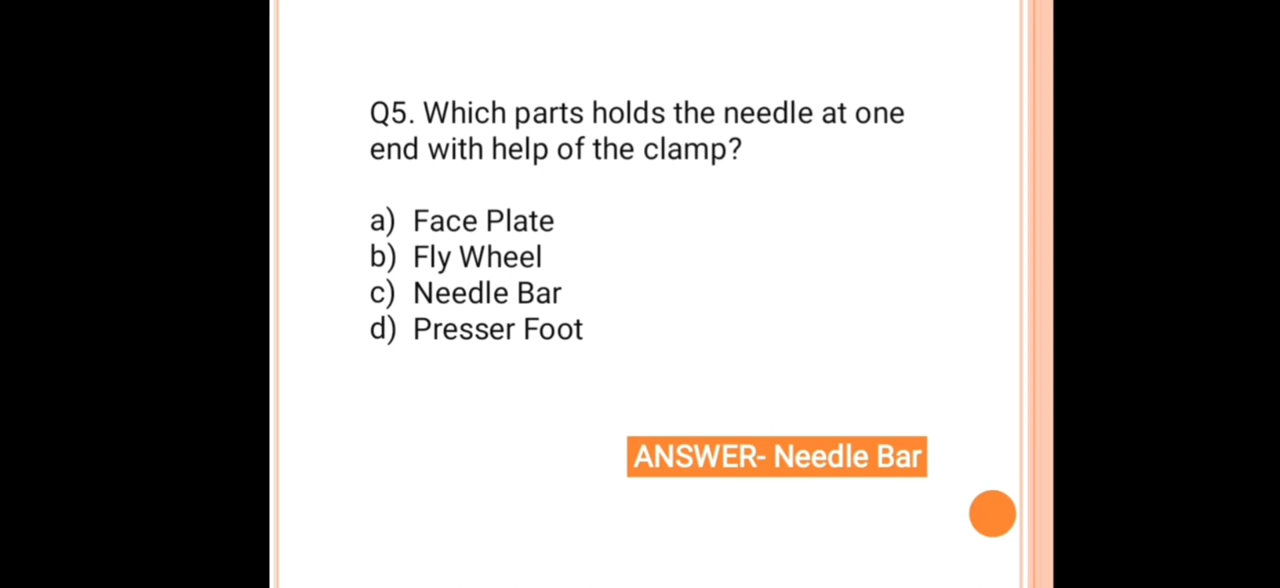 Q5. Which parts holds the needle at one
end with help of the clamp?
a) Face Plate
b) Fly Wheel
c) Needle Bar
d) Presser Foot
ANSWER- Needle Bar